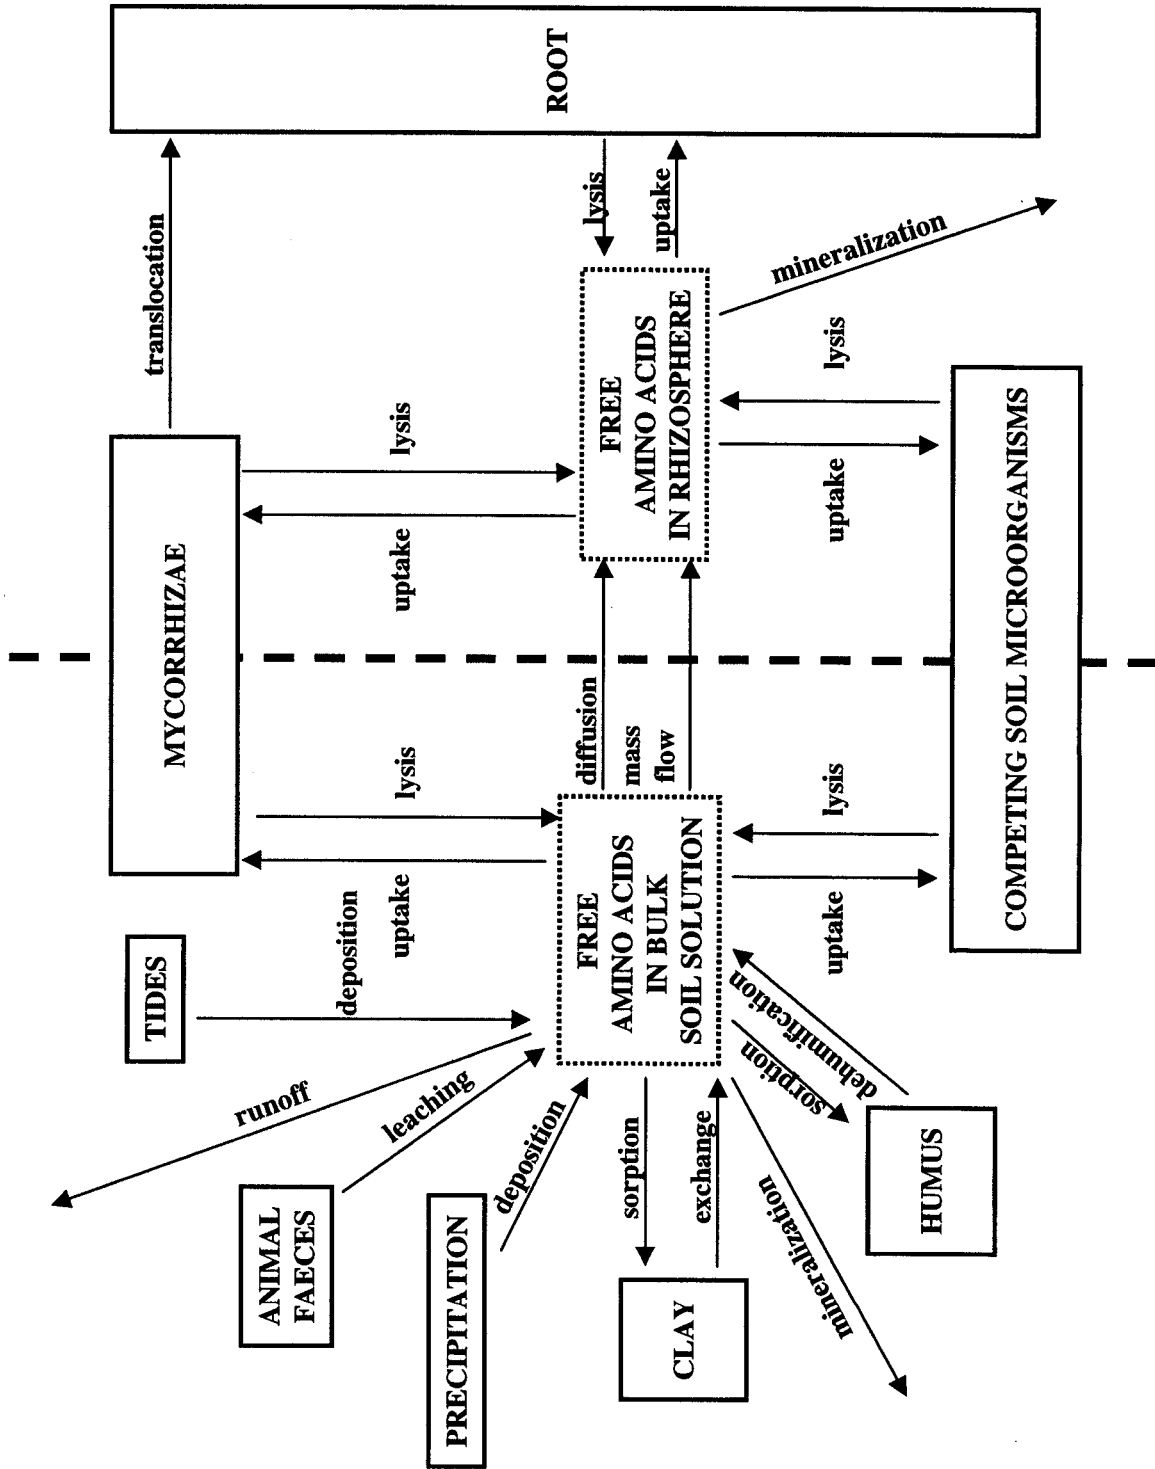 ROOT
translocation
lysis
uptake
mineralization
MYCORRHIZAE
lysis
uptake
FREE
AMINO ACIDS
IN RHIZOSPHERE
lysis
uptake
COMPETING SOIL MICROORGANISMS
diffusion
mass
flow
lysis
uptake
FREE
AMINO ACIDS
IN BULK
SOIL SOLUTION
lysis
uptake
TIDES
deposition
runoff
leaching
ANIMAL
FAECES
deposition
PRECIPITATION
sorption
exchange
CLAY
mineralization
sorption
dehumification
HUMUS